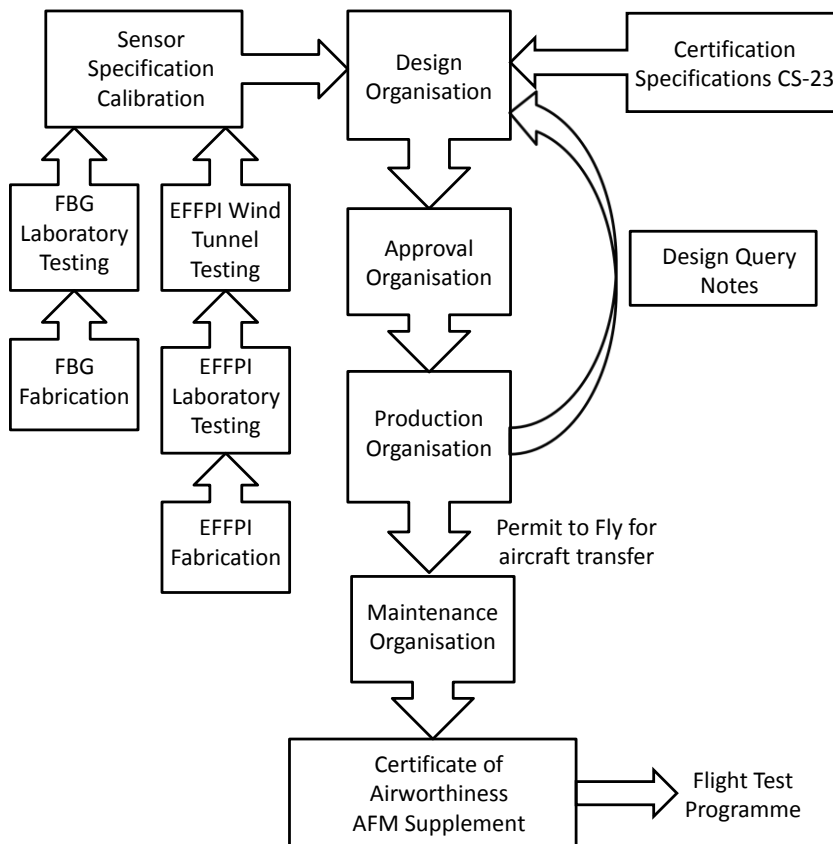 Sensor
Specification
Calibration
Design
Organisation
Certification
Specifications CS-23
FBG
Laboratory
Testing
EFFPI Wind
Tunnel
Testing
Approval
Organisation
Design Query
Notes
FBG
Fabrication
EFFPI
Laboratory
Testing
Production
Organisation
EFFPI
Fabrication
Permit to Fly for
aircraft transfer
Maintenance
Organisation
Certificate of
Airworthiness
AFM Supplement
Flight Test
Programme